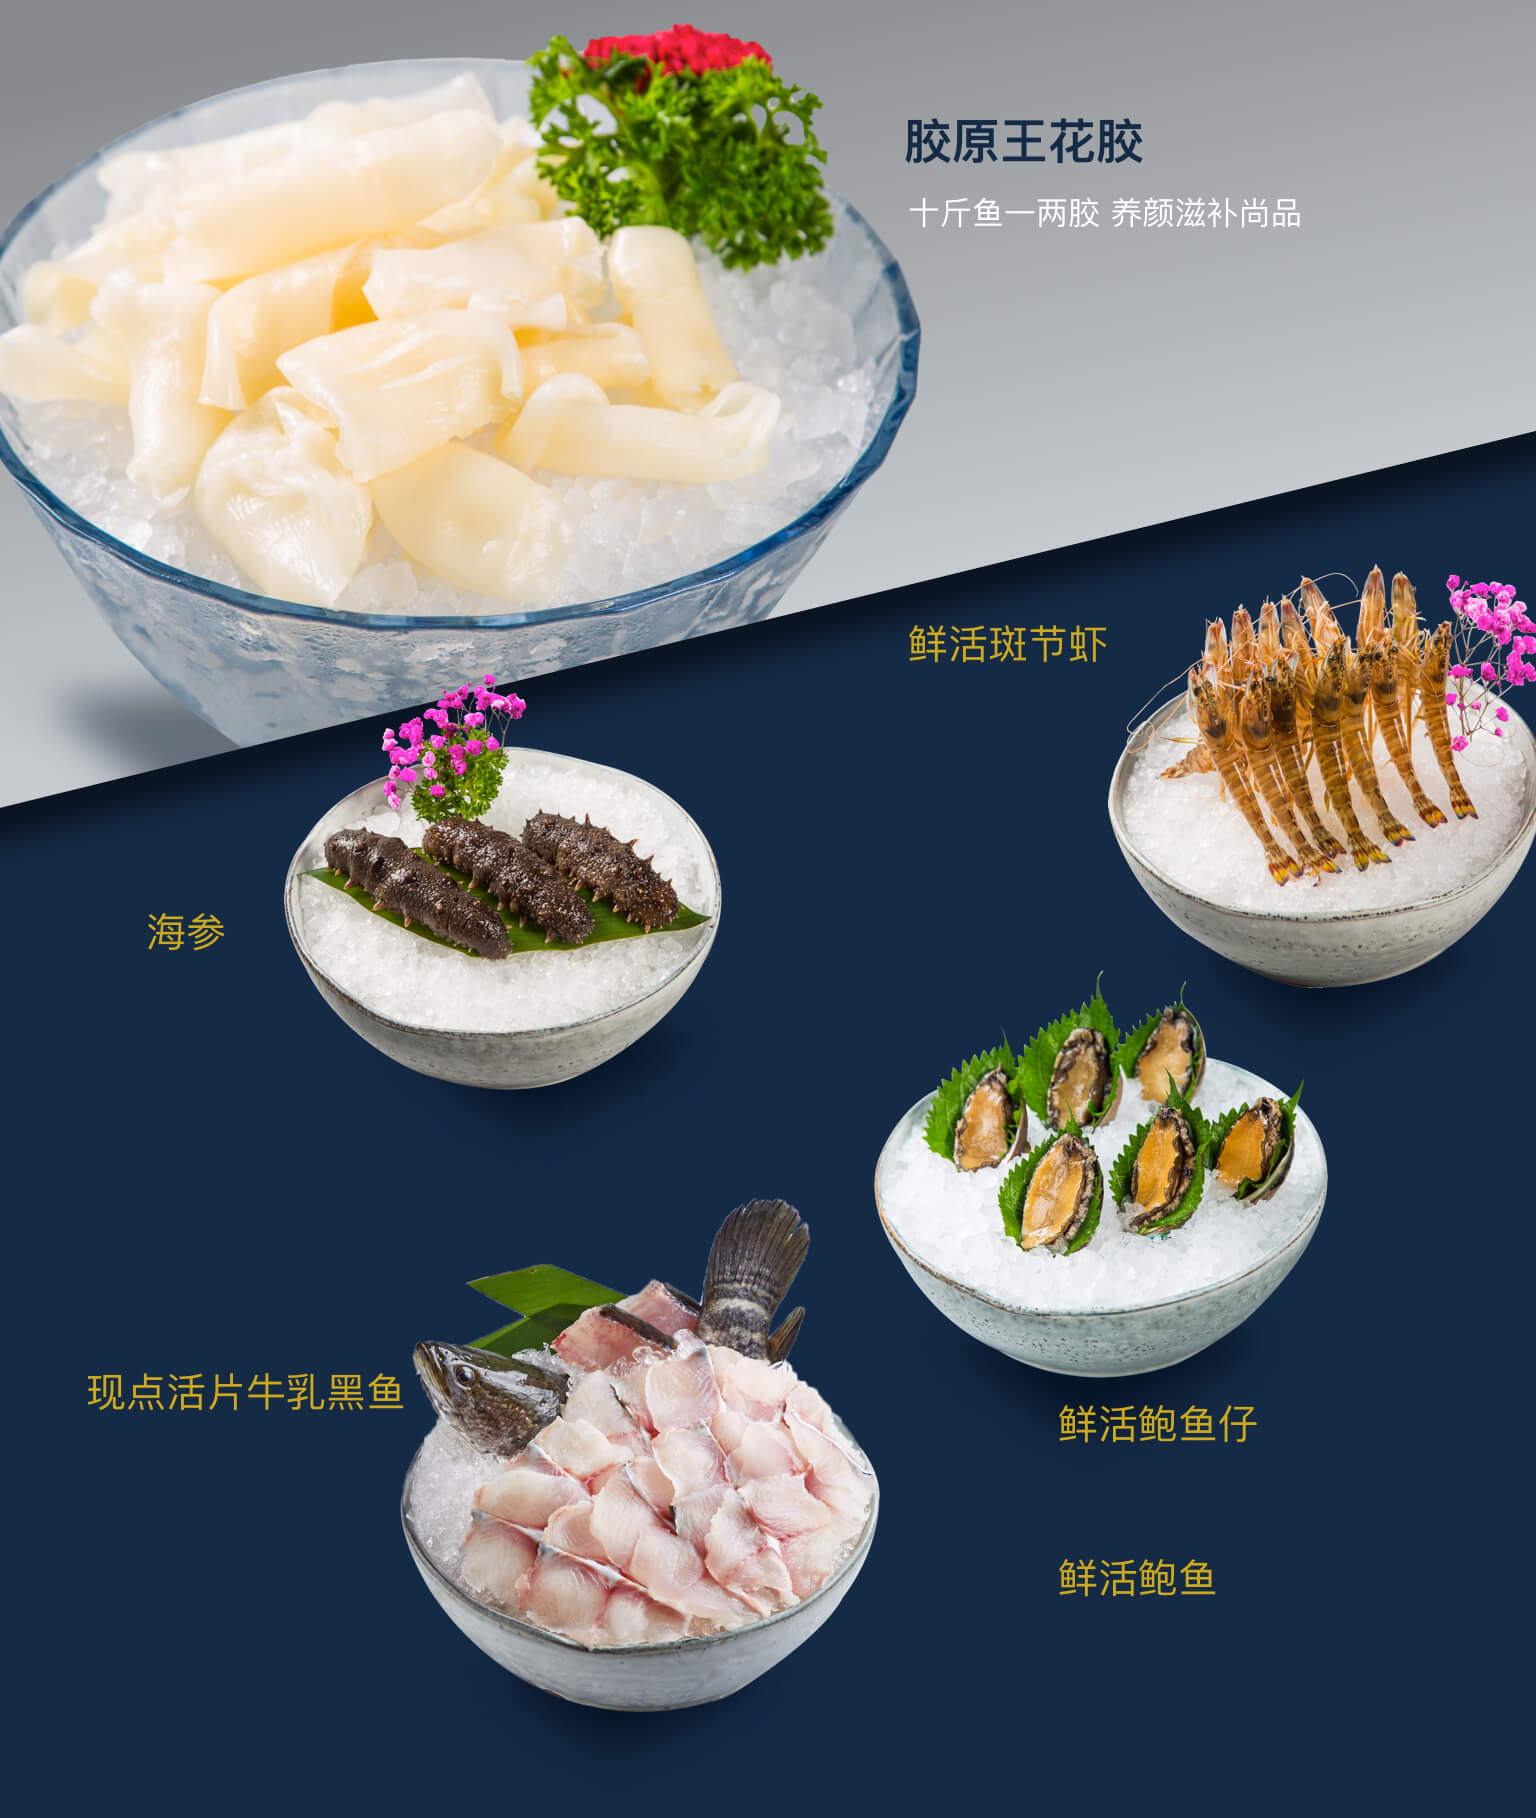 胶原王花胶
十斤鱼一两胶 养颜滋补尚品
鲜活斑节虾
海参
现点活片牛乳黑鱼
鲜活鲍鱼仔
鲜活鲍鱼